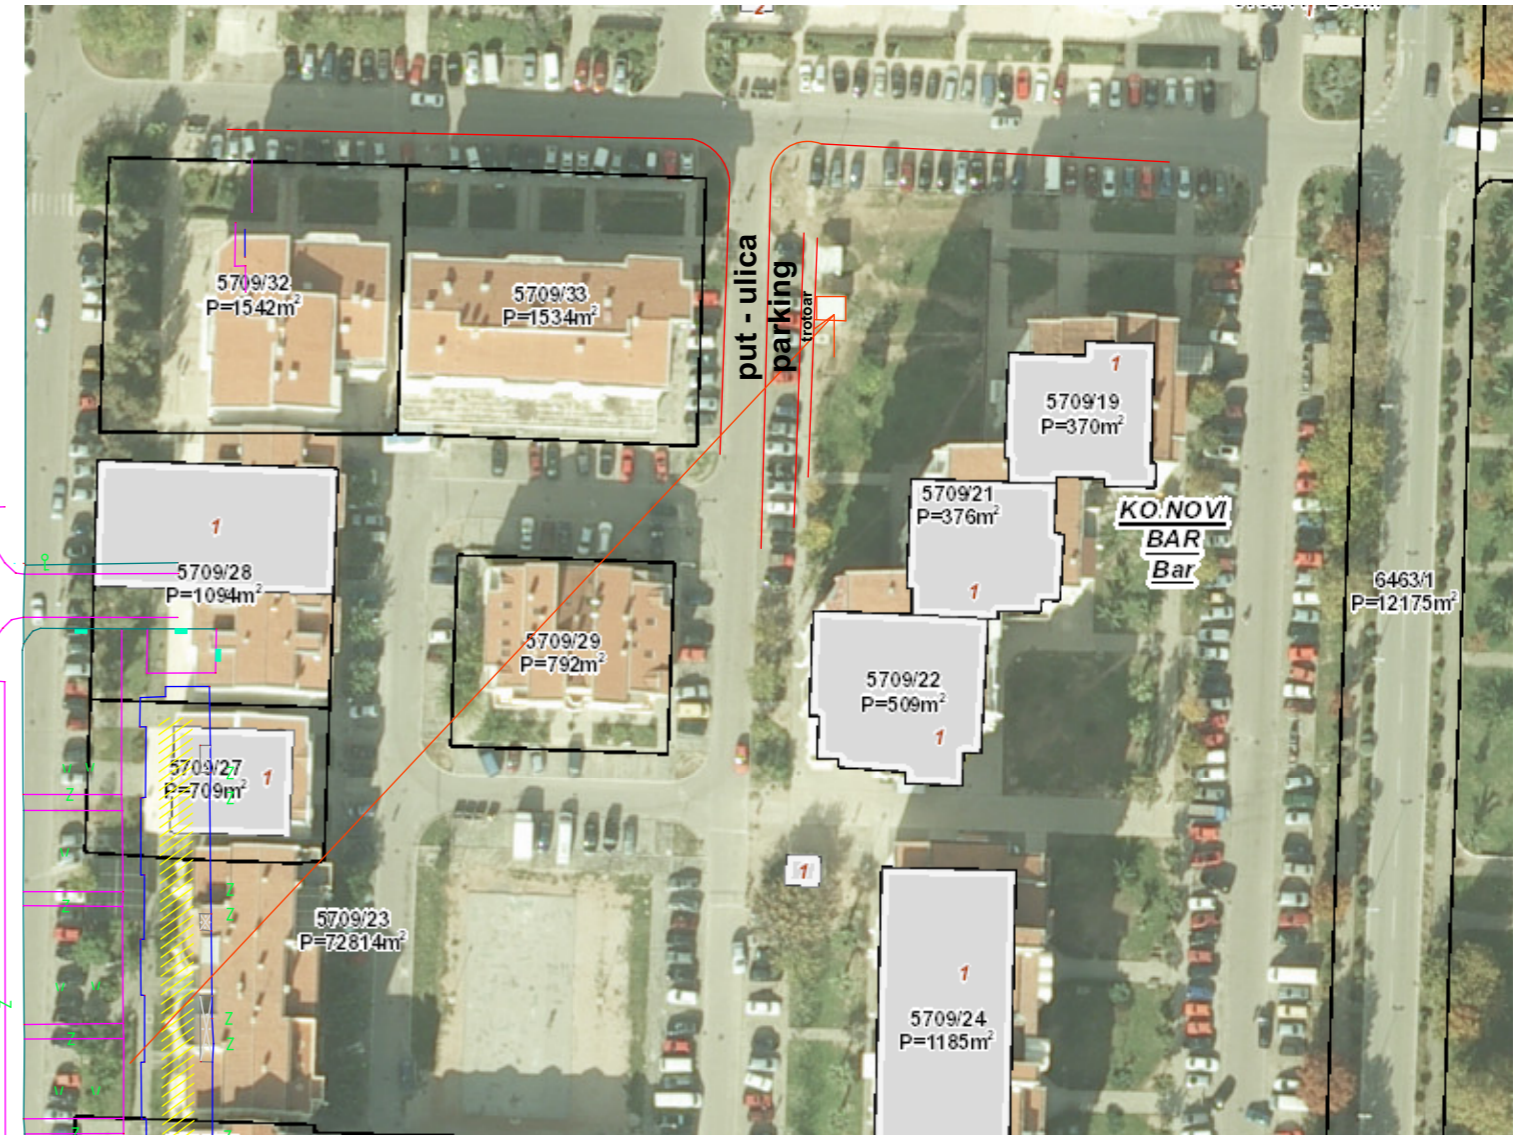 2
1
put - ulica
parking
trotoar
5709/32
P=1542m²
5709/33
P=1534m²
1
5709/19
P=370m²
5709/21
P=376m²
1
KO NOVI
BAR
Bar
1
5709/28
P=1094m²
6463/1
P=12175m²
5709/29
P=792m²
5709/22
P=509m²
1
5709/27
P=709m²
1
1
5709/23
P=72814m²
1
5709/24
P=1185m²
M
M
Z
Z
Z
M
Z
Z
Z
M
M
Z
Z
Z
Z
M
M
Z
Z